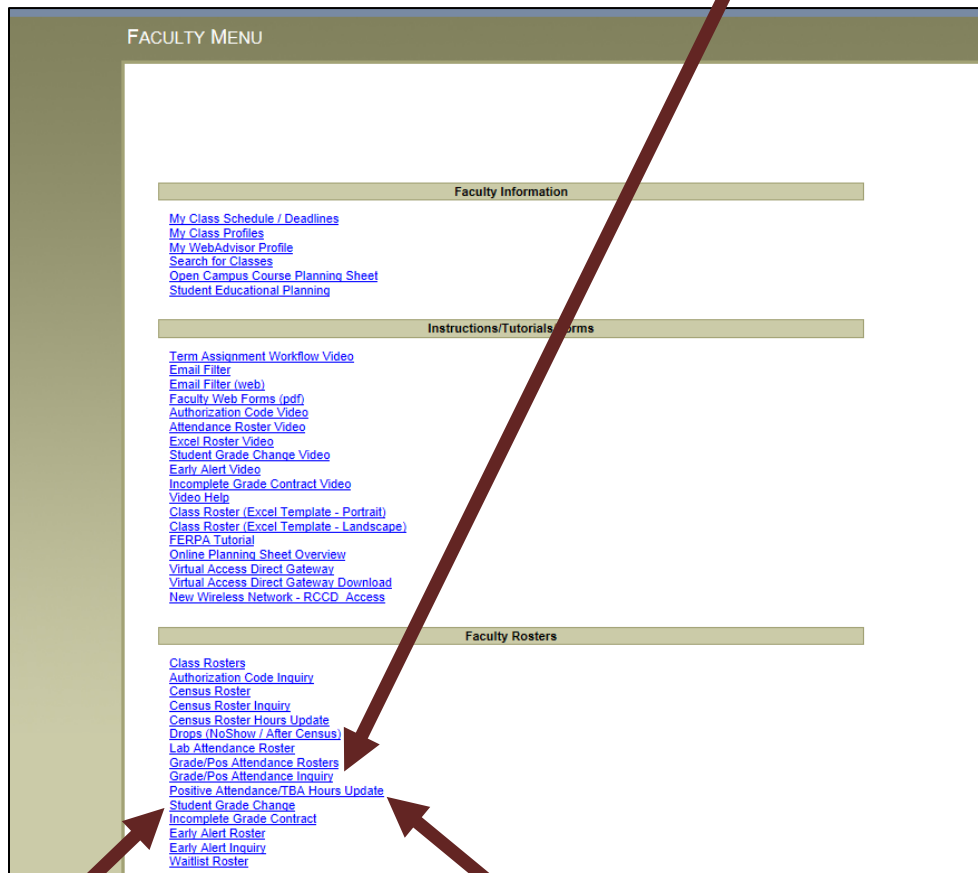 FACULTY MENU
Faculty Information
My Class Schedule / Deadlines
My Class Profiles
My WebAdvisor Profile
Search for Classes
Open Campus Course Planning Sheet
Student Educational Planning
Instructions/Tutorials orms
Term Assignment Workflow Video
Email Filter
Email Filter (web)
Faculty Web Forms (pdf)
Authorization Code Video
Attendance Roster Video
Excel Roster Video
Student Grade Change Video
Early Alert Video
Incomplete Grade Contract Video
Video Help
Class Roster (Excel Template - Portrait)
Class Roster (Excel Template - Landscape)
FERPA Tutorial
Online Planning Sheet Overview
Virtual Access Direct Gateway
Virtual Access Direct Gateway Download
New Wireless Network - RCCD_Access
Faculty Rosters
Class Rosters
Authorization Code Inquiry
Census Roster
Census Roster Inquiry
Census Roster Hours Update
Drops (NoShow / After Census)
Lab Attendance Roster
Grade/Pos Attendance Rosters
Grade/Pos Attendance Inquiry
Positive Attendance/TBA Hours Update
Student Grade Change
Incomplete Grade Contract
Early Alert Roster
Early Alert Inquiry
Waitlist Roster